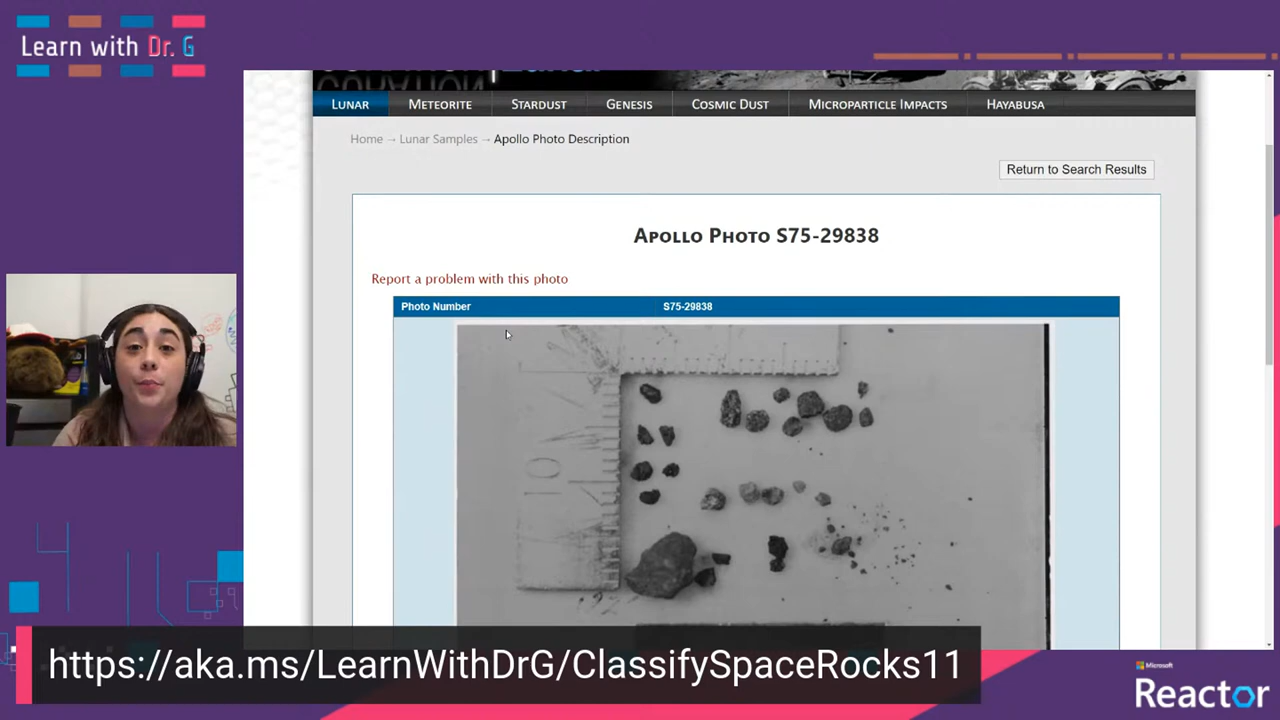 Learn with Dr. G
LUNAR METEORITE STARDUST GENESIS COSMIC DUST MICROPARTICLE IMPACTS HAYABUSA
Home → Lunar Samples → Apollo Photo Description
Return to Search Results
APOLLO PHOTO S75-29838
Report a problem with this photo
Photo Number S75-29838
10
https://aka.ms/LearnWithDrG/ClassifySpaceRocks11
Microsoft
Reactor